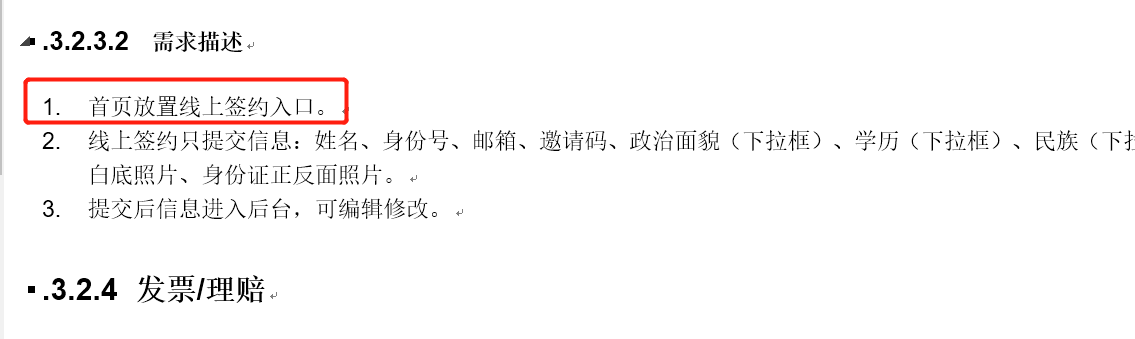 .3.2.3.2 需求描述
1. 首页放置线上签约入口。
2. 线上签约只提交信息：姓名、身份号、邮箱、邀请码、政治面貌（下拉框）、学历（下拉框）、民族（下拉
白底照片、身份证正反面照片。
3. 提交后信息进入后台，可编辑修改。
.3.2.4 发票/理赔